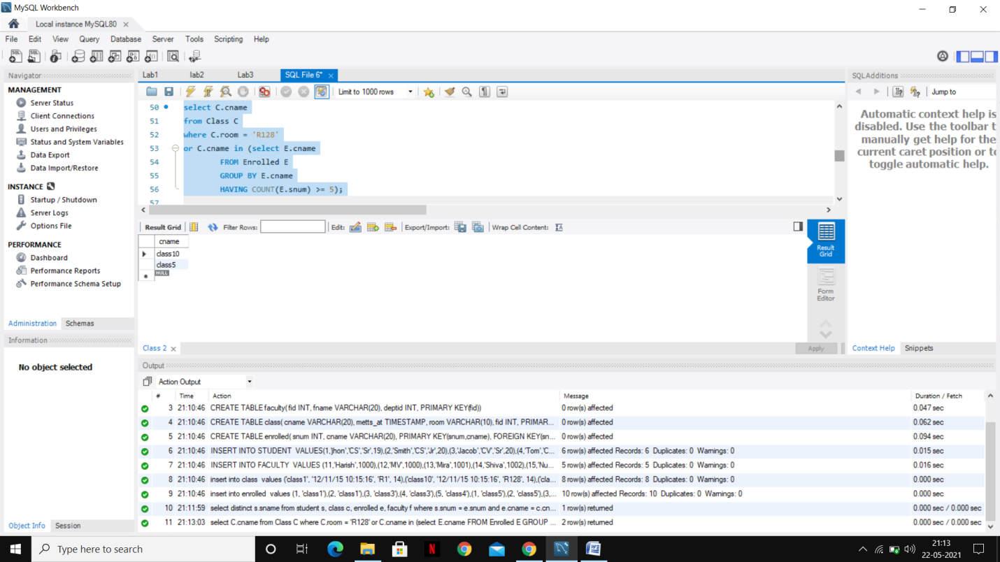 MySQL Workbench
Local instance MySQL80
File Edit View Query Database Server Tools Scripting Help
Navigator
MANAGEMENT
Server Status
Client Connections
Users and Privileges
Status and System Variables
Data Export
Data Import/Restore
INSTANCE
Startup / Shutdown
Server Logs
Options File
PERFORMANCE
Dashboard
Performance Reports
Performance Schema Setup
Administration Schemas
Information
No object selected
Object Info Session
Lab1 lab2 Lab3 SQL File 6*
Limit to 1000 rows
50 select C.cname
51 from Class C
52 where C.room = 'R128'
53 or C.cname in (select E.cname
54 FROM Enrolled E
55 GROUP BY E.cname
56 HAVING COUNT(E.snum) >= 5);
57
Result Grid Filter Rows: Edit: Export/Import: Wrap Cell Content:
cname
class10
class5
NULL
Result
Grid
Form
Editor
Class 2 Apply
SQLAdditions
Jump to
Automatic context help is
disabled. Use the toolbar t
manually get help for the
current caret position or to
toggle automatic help.
Context Help Snippets
Output
Action Output
# Time Action Message Duration / Fetch
3 21:10:46 CREATE TABLE faculty( fid INT, fname VARCHAR(20), deptid INT, PRIMARY KEY(fid)) 0 row(s) affected 0.047 sec
4 21:10:46 CREATE TABLE class( cname VARCHAR(20), metts_at TIMESTAMP, room VARCHAR(10), fid INT, PRIMAR... 0 row(s) affected 0.062 sec
5 21:10:46 CREATE TABLE enrolled( snum INT, cname VARCHAR(20), PRIMARY KEY(snum,cname), FOREIGN KEY(sn... 0 row(s) affected 0.094 sec
6 21:10:46 INSERT INTO STUDENT VALUES(1,'jhon','CS','Sr',19),(2,'Smith','CS','Jr',20),(3,'Jacob','CV','Sr',20),(4,'Tom','C... 6 row(s) affected Records: 6 Duplicates: 0 Warnings: 0 0.015 sec
7 21:10:46 INSERT INTO FACULTY VALUES (11,'Harish',1000),(12,'MV',1000),(13,'Mira',1001),(14,'Shiva',1002),(15,'Nu... 5 row(s) affected Records: 5 Duplicates: 0 Warnings: 0 0.016 sec
8 21:10:46 insert into class values ('class1', '12/11/15 10:15:16', 'R1', 14),('class10', '12/11/15 10:15:16', 'R128', 14),('cla... 8 row(s) affected Records: 8 Duplicates: 0 Warnings: 0 0.000 sec
9 21:10:46 insert into enrolled values (1, 'class1'),(2, 'class1'),(3, 'class3'),(4, 'class3'),(5, 'class4'),(1, 'class5'),(2, 'class5'),(3,... 10 row(s) affected Records: 10 Duplicates: 0 Warnings: 0 0.000 sec
10 21:11:59 select distinct s.sname from student s, class c, enrolled e, faculty f where s.snum = e.snum and e.cname = c.cn... 1 row(s) returned 0.000 sec / 0.000 sec
11 21:13:03 select C.cname from Class C where C.room = 'R128' or C.cname in (select E.cname FROM Enrolled E GROUP ... 2 row(s) returned 0.000 sec / 0.000 sec
Type here to search
21:13
22-05-2021